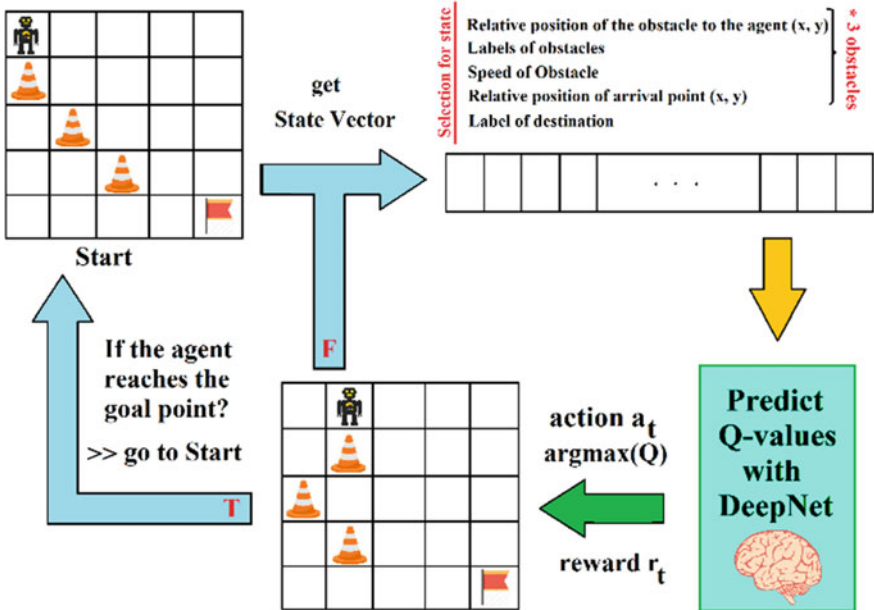 Selection for state
Relative position of the obstacle to the agent (x, y)
Labels of obstacles
Speed of Obstacle
Relative position of arrival point (x, y)
Label of destination
* 3 obstacles
get
State Vector
. . .
Start
F
If the agent
reaches the
goal point?
>> go to Start
T
action a_t
argmax(Q)
reward r_t
Predict
Q-values
with
DeepNet